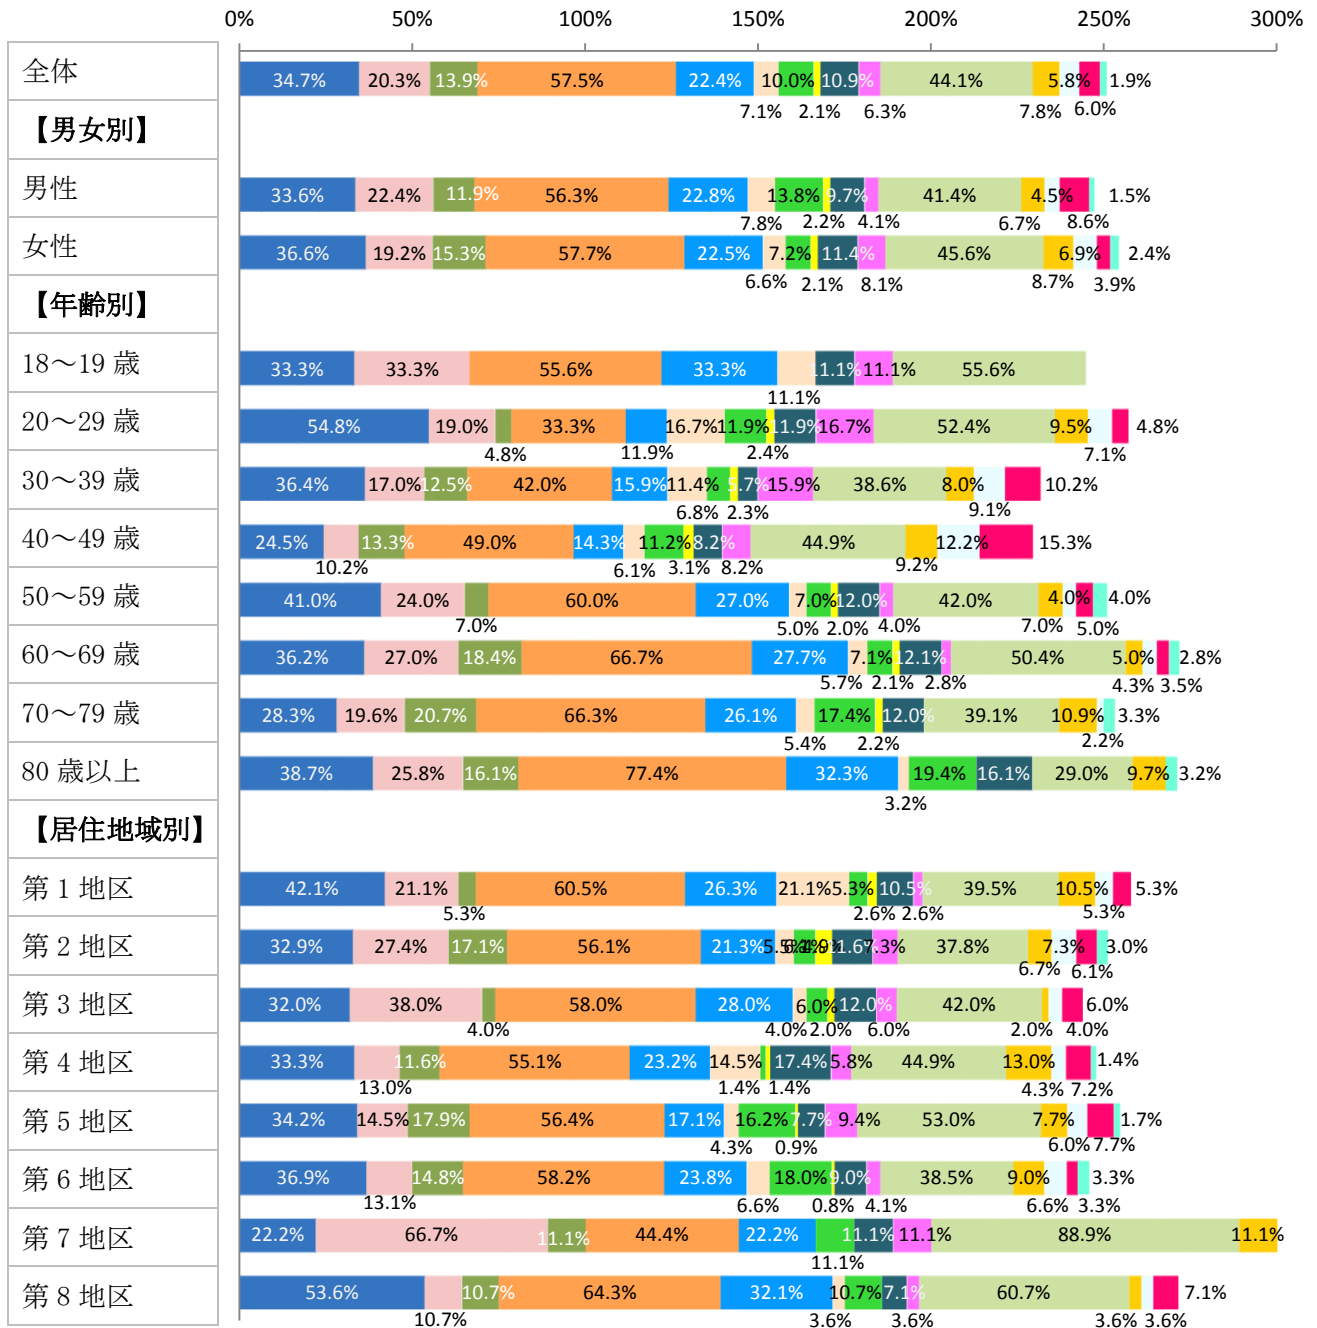 0% 50% 100% 150% 200% 250% 300%
全体 34.7% 20.3% 13.9% 57.5% 22.4% 10.0% 10.9% 44.1% 5.8% 1.9%
7.1% 2.1% 6.3% 7.8% 6.0%
【男女別】
男性 33.6% 22.4% 11.9% 56.3% 22.8% 13.8% 9.7% 41.4% 4.5% 1.5%
7.8% 2.2% 4.1% 6.7% 8.6%
女性 36.6% 19.2% 15.3% 57.7% 22.5% 7.2% 11.4% 45.6% 6.9% 2.4%
6.6% 2.1% 8.1% 8.7% 3.9%
【年齢別】
18～19 歳 33.3% 33.3% 55.6% 33.3% 11.1% 11.1% 55.6%
11.1%
20～29 歳 54.8% 19.0% 33.3% 16.7% 11.9% 11.9% 16.7% 52.4% 9.5% 4.8%
4.8% 11.9% 2.4% 7.1%
30～39 歳 36.4% 17.0% 12.5% 42.0% 15.9% 11.4% 5.7% 15.9% 38.6% 8.0% 10.2%
6.8% 2.3% 9.1%
40～49 歳 24.5% 13.3% 49.0% 14.3% 11.2% 8.2% 44.9% 12.2% 15.3%
10.2% 6.1% 3.1% 8.2% 9.2%
50～59 歳 41.0% 24.0% 60.0% 27.0% 7.0% 12.0% 42.0% 4.0% 4.0%
7.0% 5.0% 2.0% 4.0% 7.0% 5.0%
60～69 歳 36.2% 27.0% 18.4% 66.7% 27.7% 7.1% 12.1% 50.4% 5.0% 2.8%
5.7% 2.1% 2.8% 4.3% 3.5%
70～79 歳 28.3% 19.6% 20.7% 66.3% 26.1% 17.4% 12.0% 39.1% 10.9% 3.3%
5.4% 2.2% 2.2%
80 歳以上 38.7% 25.8% 16.1% 77.4% 32.3% 19.4% 16.1% 29.0% 9.7% 3.2%
3.2%
【居住地域別】
第 1 地区 42.1% 21.1% 60.5% 26.3% 21.1% 5.3% 10.5% 39.5% 10.5% 5.3%
5.3% 2.6% 2.6% 5.3%
第 2 地区 32.9% 27.4% 17.1% 56.1% 21.3% 7.3% 37.8% 7.3% 3.0%
6.7% 6.1%
第 3 地区 32.0% 38.0% 58.0% 28.0% 6.0% 12.0% 42.0% 6.0%
4.0% 4.0% 2.0% 6.0% 2.0% 4.0%
第 4 地区 33.3% 11.6% 55.1% 23.2% 14.5% 17.4% 5.8% 44.9% 13.0% 1.4%
13.0% 1.4% 1.4% 4.3% 7.2%
第 5 地区 34.2% 14.5% 17.9% 56.4% 17.1% 16.2% 7.7% 9.4% 53.0% 7.7% 1.7%
4.3% 0.9% 6.0% 7.7%
第 6 地区 36.9% 14.8% 58.2% 23.8% 18.0% 9.0% 38.5% 9.0% 3.3%
13.1% 6.6% 0.8% 4.1% 6.6% 3.3%
第 7 地区 22.2% 66.7% 11.1% 44.4% 22.2% 11.1% 11.1% 88.9% 11.1%
11.1%
第 8 地区 53.6% 10.7% 64.3% 32.1% 10.7% 7.1% 60.7% 7.1%
10.7% 3.6% 3.6% 3.6% 3.6%